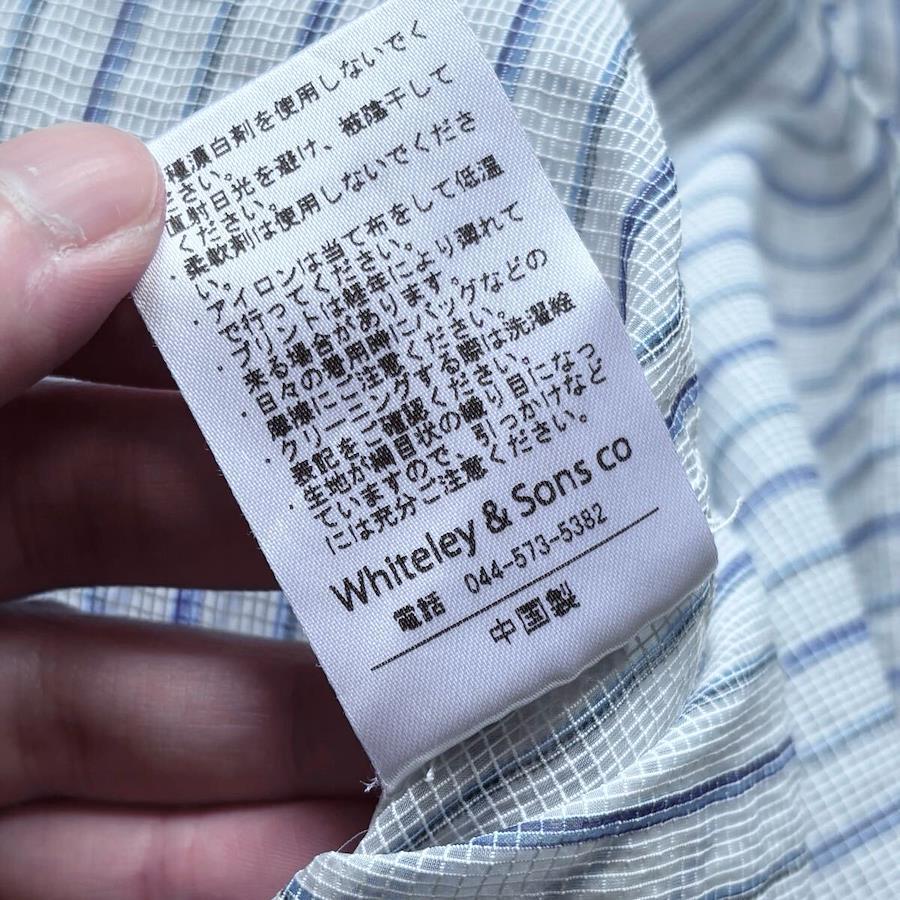 種漂白剤を使用しないでく
ださい。
直射日光を避け、被陰干して
ください。
・柔軟剤は使用しないでくださ
い。
・アイロンは当て布をして低温
で行ってください。
・プリントは経年により薄れて
来る場合があります。
・日々の着用時にバッグなどの
摩擦にご注意ください。
・クリーニングする際は洗濯絵
表記をご確認ください。
・生地が網目状の織り目になっ
ていますので、引っかけなど
には充分ご注意ください。
Whiteley & Sons co
電話 044-573-5382
中国製